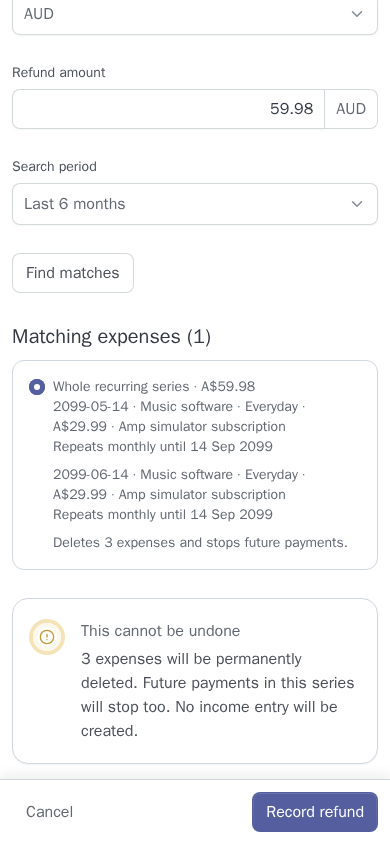 AUD
Refund amount
59.98 AUD
Search period
Last 6 months
Find matches
Matching expenses (1)
Whole recurring series · A$59.98
2099-05-14 · Music software · Everyday ·
A$29.99 · Amp simulator subscription
Repeats monthly until 14 Sep 2099
2099-06-14 · Music software · Everyday ·
A$29.99 · Amp simulator subscription
Repeats monthly until 14 Sep 2099
Deletes 3 expenses and stops future payments.
This cannot be undone
3 expenses will be permanently
deleted. Future payments in this series
will stop too. No income entry will be
created.
Cancel
Record refund